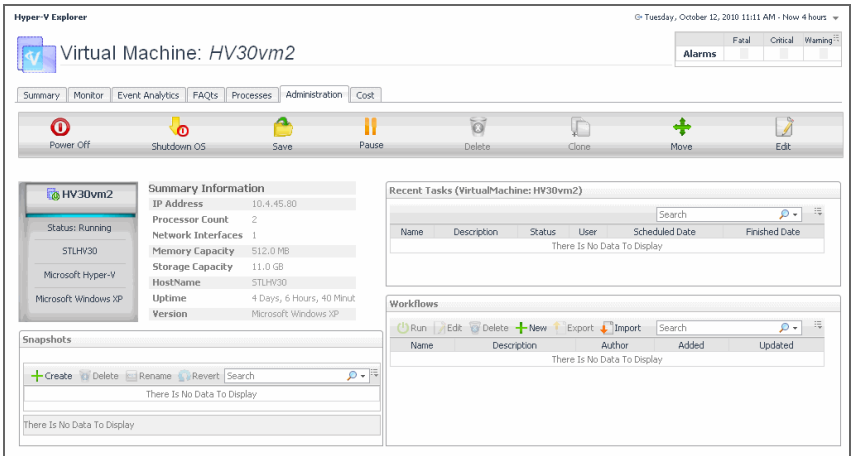 Hyper-V Explorer
Tuesday, October 12, 2010 11:11 AM - Now 4 hours
Virtual Machine: HV30vm2
Fatal Critical Warning
Alarms
Summary Monitor Event Analytics FAQts Processes Administration Cost
Power Off Shutdown OS Save Pause Delete Clone Move Edit
HV30vm2
Status: Running
STLHV30
Microsoft Hyper-V
Microsoft Windows XP
Summary Information
IP Address 10.4.45.80
Processor Count 2
Network Interfaces 1
Memory Capacity 512.0 MB
Storage Capacity 11.0 GB
HostName STLHV30
Uptime 4 Days, 6 Hours, 40 Minut
Version Microsoft Windows XP
Snapshots
Create Delete Rename Revert Search
There Is No Data To Display
There Is No Data To Display
Recent Tasks (VirtualMachine: HV30vm2)
Search
Name Description Status User Scheduled Date Finished Date
There Is No Data To Display
Workflows
Run Edit Delete New Export Import Search
Name Description Author Added Updated
There Is No Data To Display